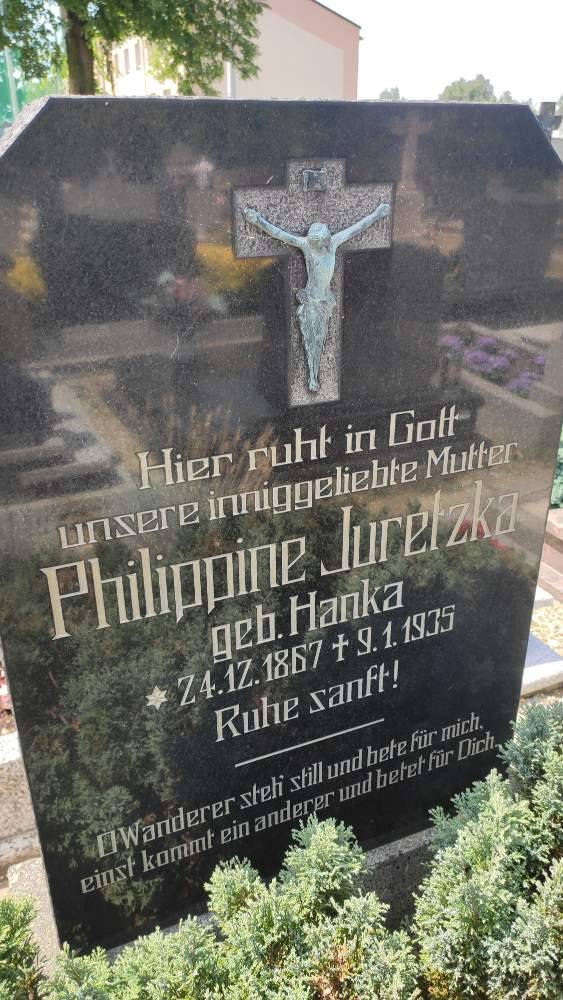 Hier ruht in Gott
unsere inniggeliebte Mutter
Philippine Juretzka
geb. Hanka
* 24.12.1867 ✝ 9.1.1935
Ruhe sanft!
O Wanderer steh' still und bete für mich.
einst kommt ein anderer und betet für Dich.